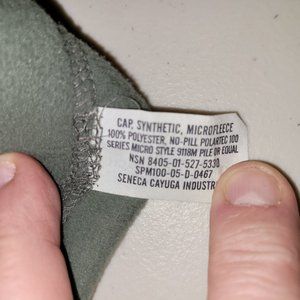 CAP, SYNTHETIC, MICROFLEECE
100% POLYESTER, NO-PILL POLARTEC 100
SERIES MICRO STYLE 9118M PILE OR EQUAL
NSN 8405-01-527-5330
SPM100-05-D-0467
SENECA CAYUGA INDUSTR